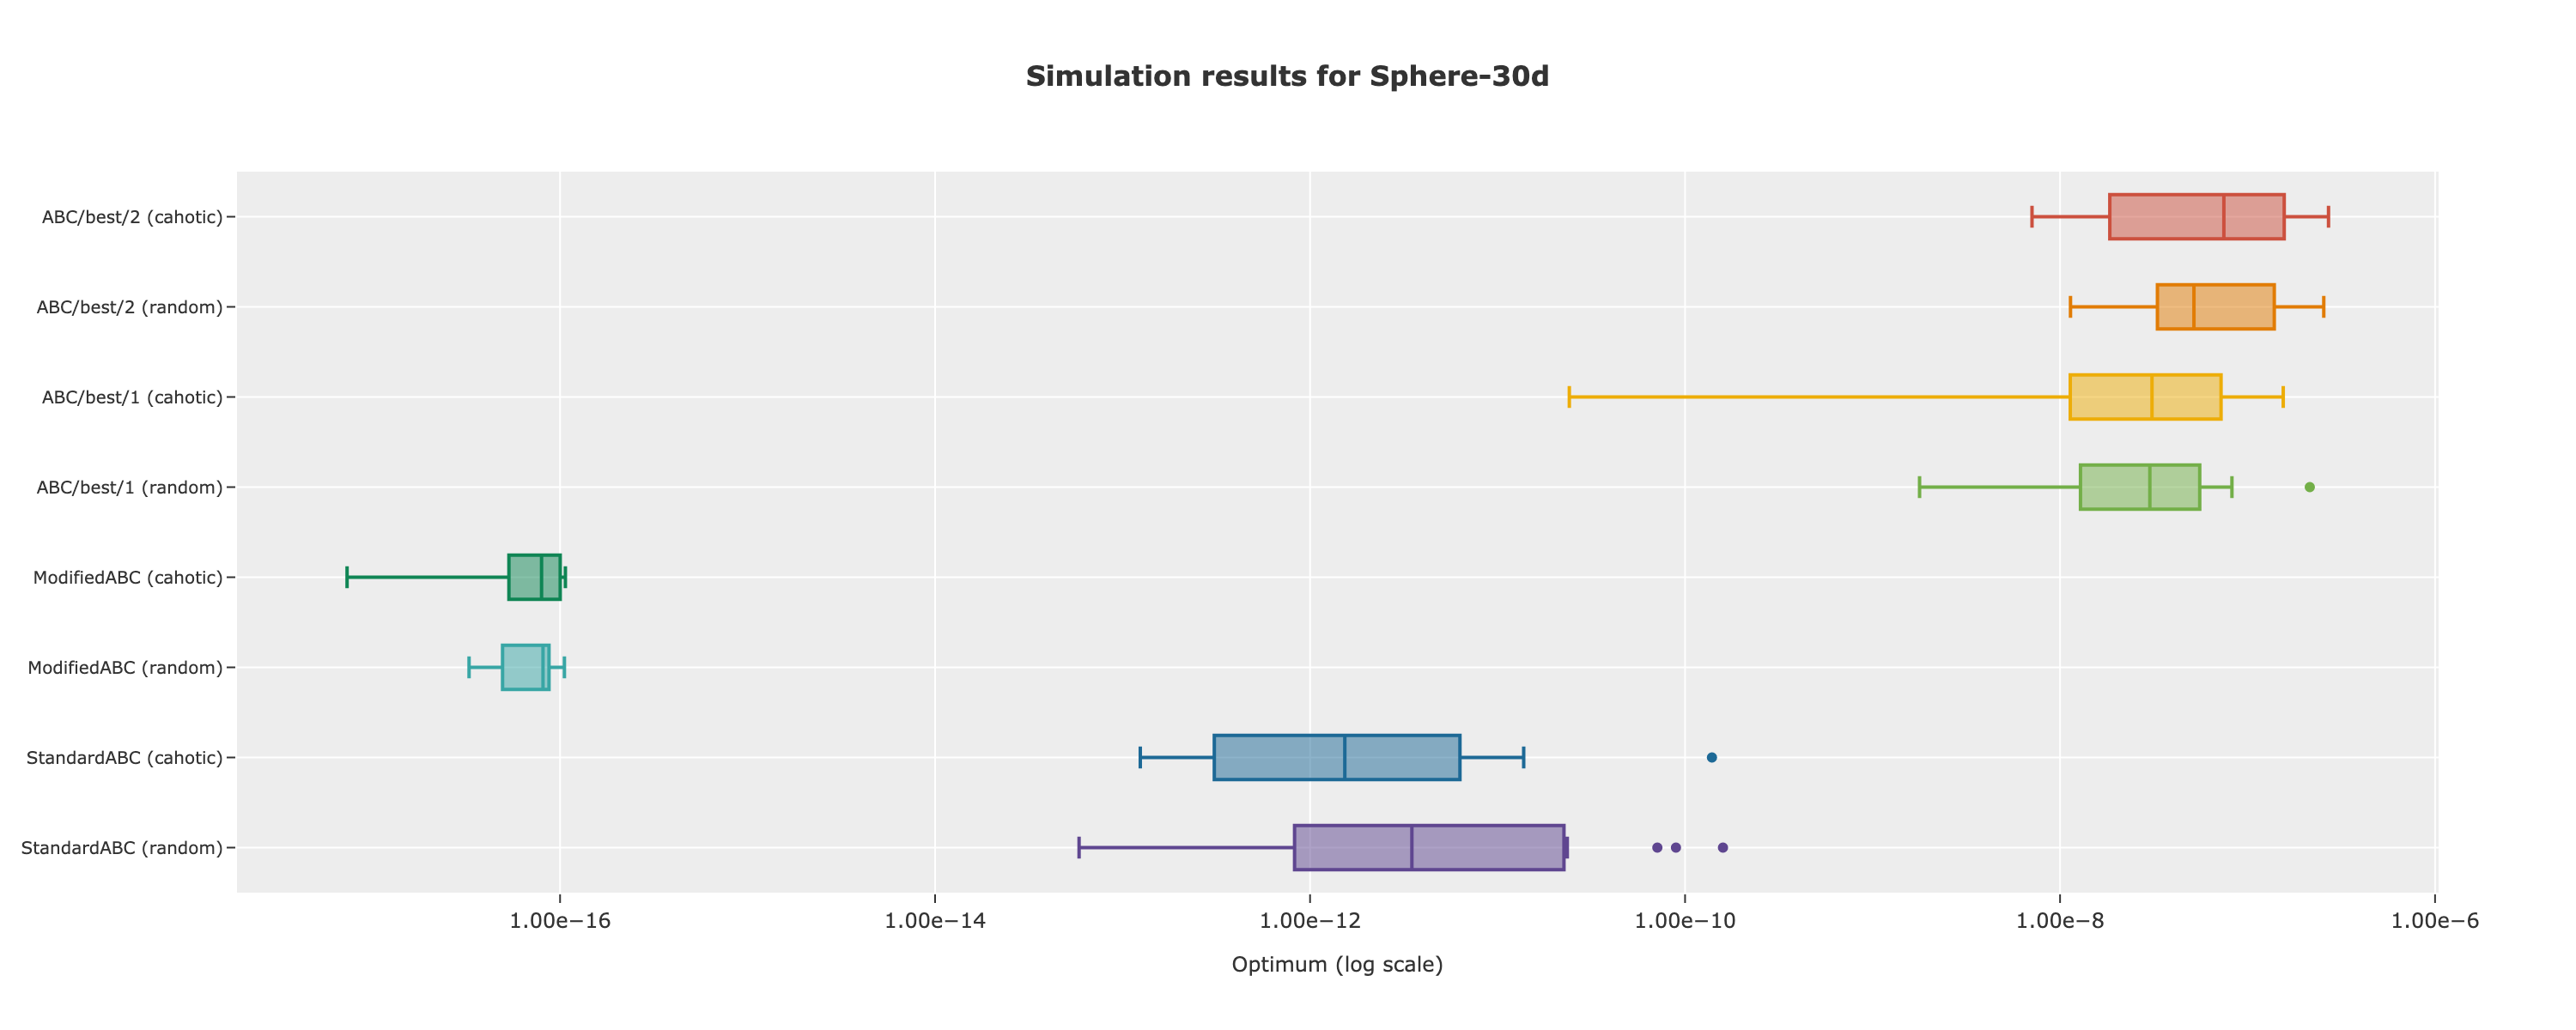 Simulation results for Sphere-30d
ABC/best/2 (cahotic)
ABC/best/2 (random)
ABC/best/1 (cahotic)
ABC/best/1 (random)
ModifiedABC (cahotic)
ModifiedABC (random)
StandardABC (cahotic)
StandardABC (random)
1.00e−16 1.00e−14 1.00e−12 1.00e−10 1.00e−8 1.00e−6
Optimum (log scale)